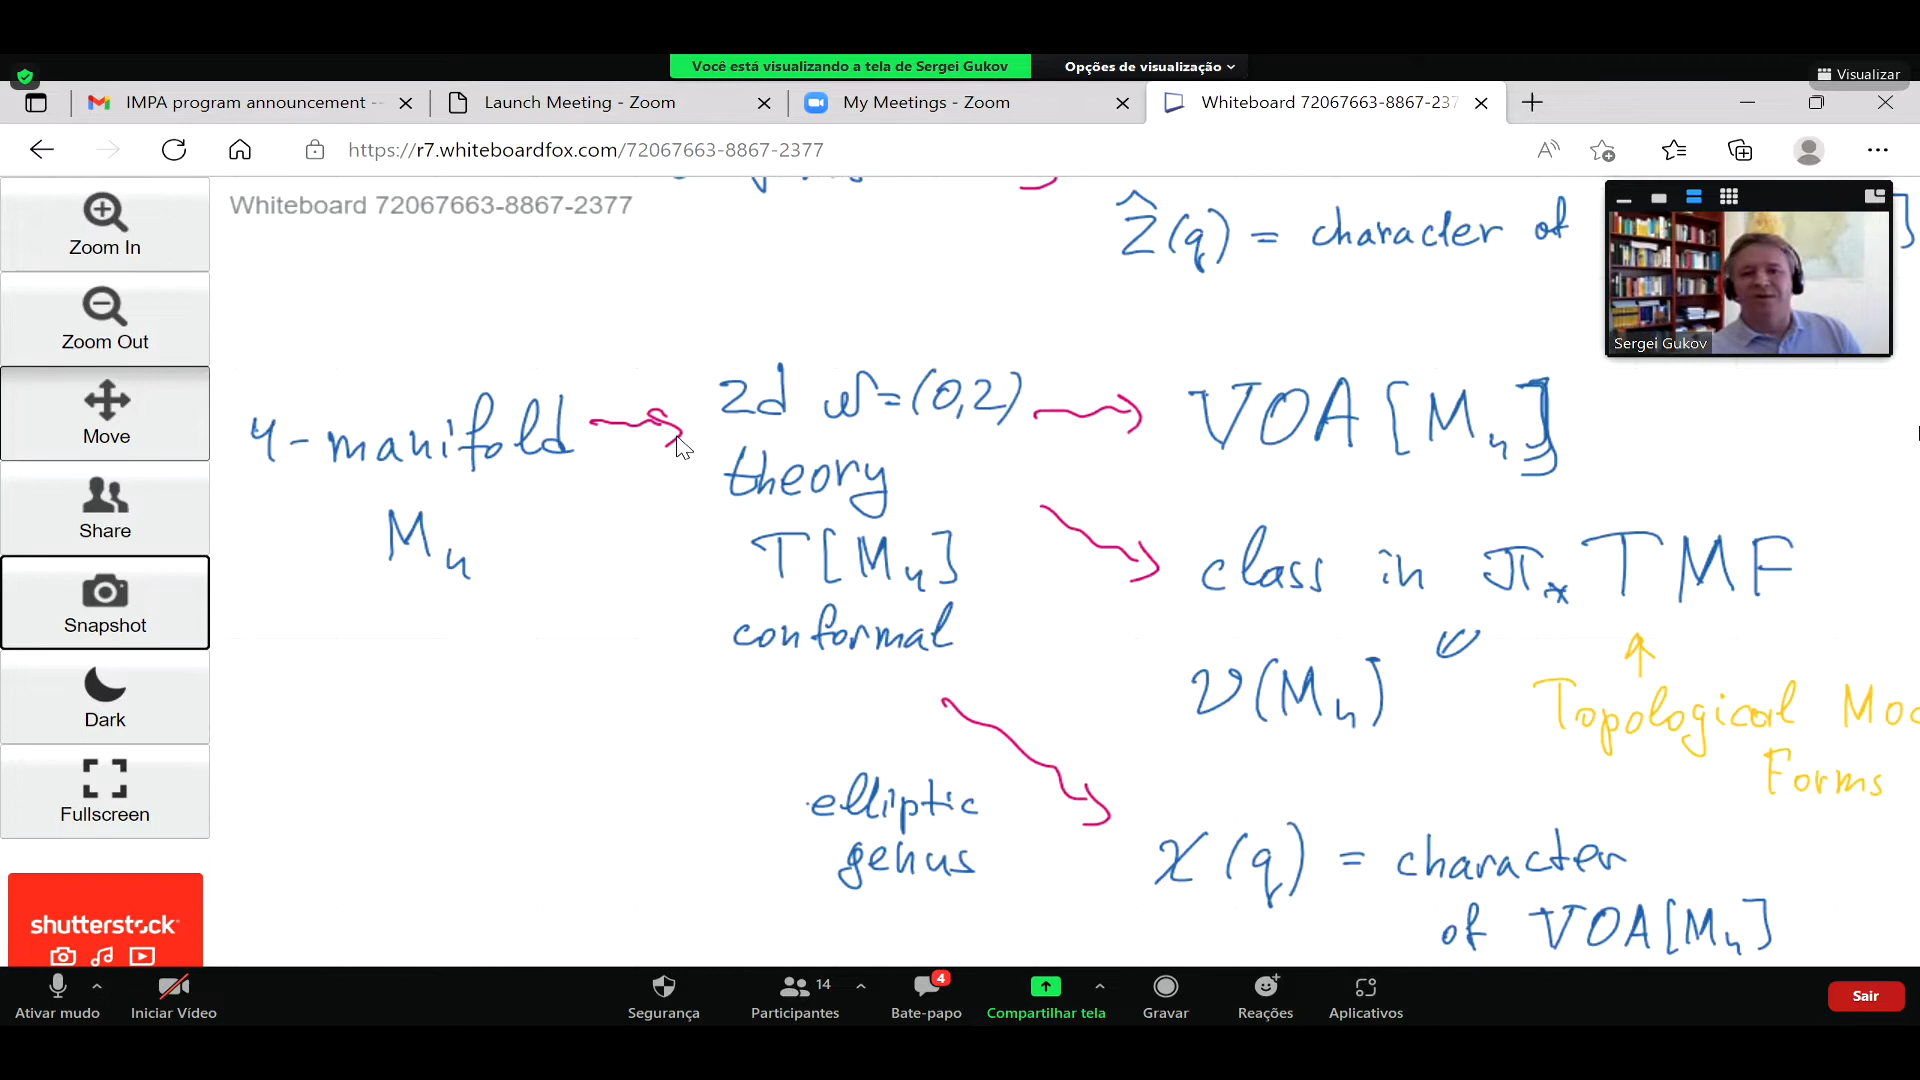 Você está visualizando a tela de Sergei Gukov
Opções de visualização
Visualizar
IMPA program announcement -
Launch Meeting - Zoom
My Meetings - Zoom
Whiteboard 72067663-8867-237
https://r7.whiteboardfox.com/72067663-8867-2377
Whiteboard 72067663-8867-2377
Zoom In
Zoom Out
Move
Share
Snapshot
Dark
Fullscreen
shutterstock
Ẑ(q) = character of
]
Sergei Gukov
4-manifold
M₄
2d 𝒩=(0,2)
theory
T[M₄]
conformal
VOA[M₄]
class in π_* TMF
ν(M₄)
Topological Mod
Forms
elliptic
genus
χ(q) = character
of VOA[M₄]
Ativar mudo
Iniciar Vídeo
Segurança
Participantes
14
Bate-papo
4
Compartilhar tela
Gravar
Reações
Aplicativos
Sair